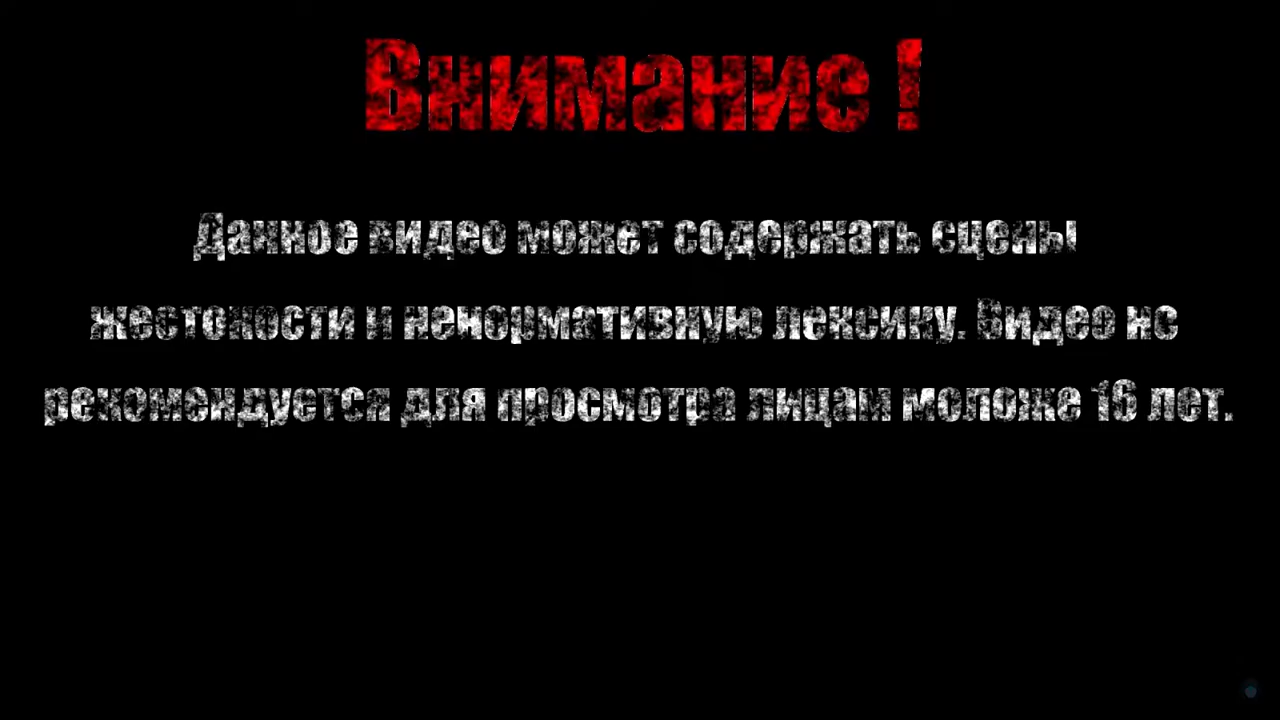 Внимание !
Данное видео может содержать сцены
жестокости и ненормативную лексику. Видео не
рекомендуется для просмотра лицам моложе 16 лет.